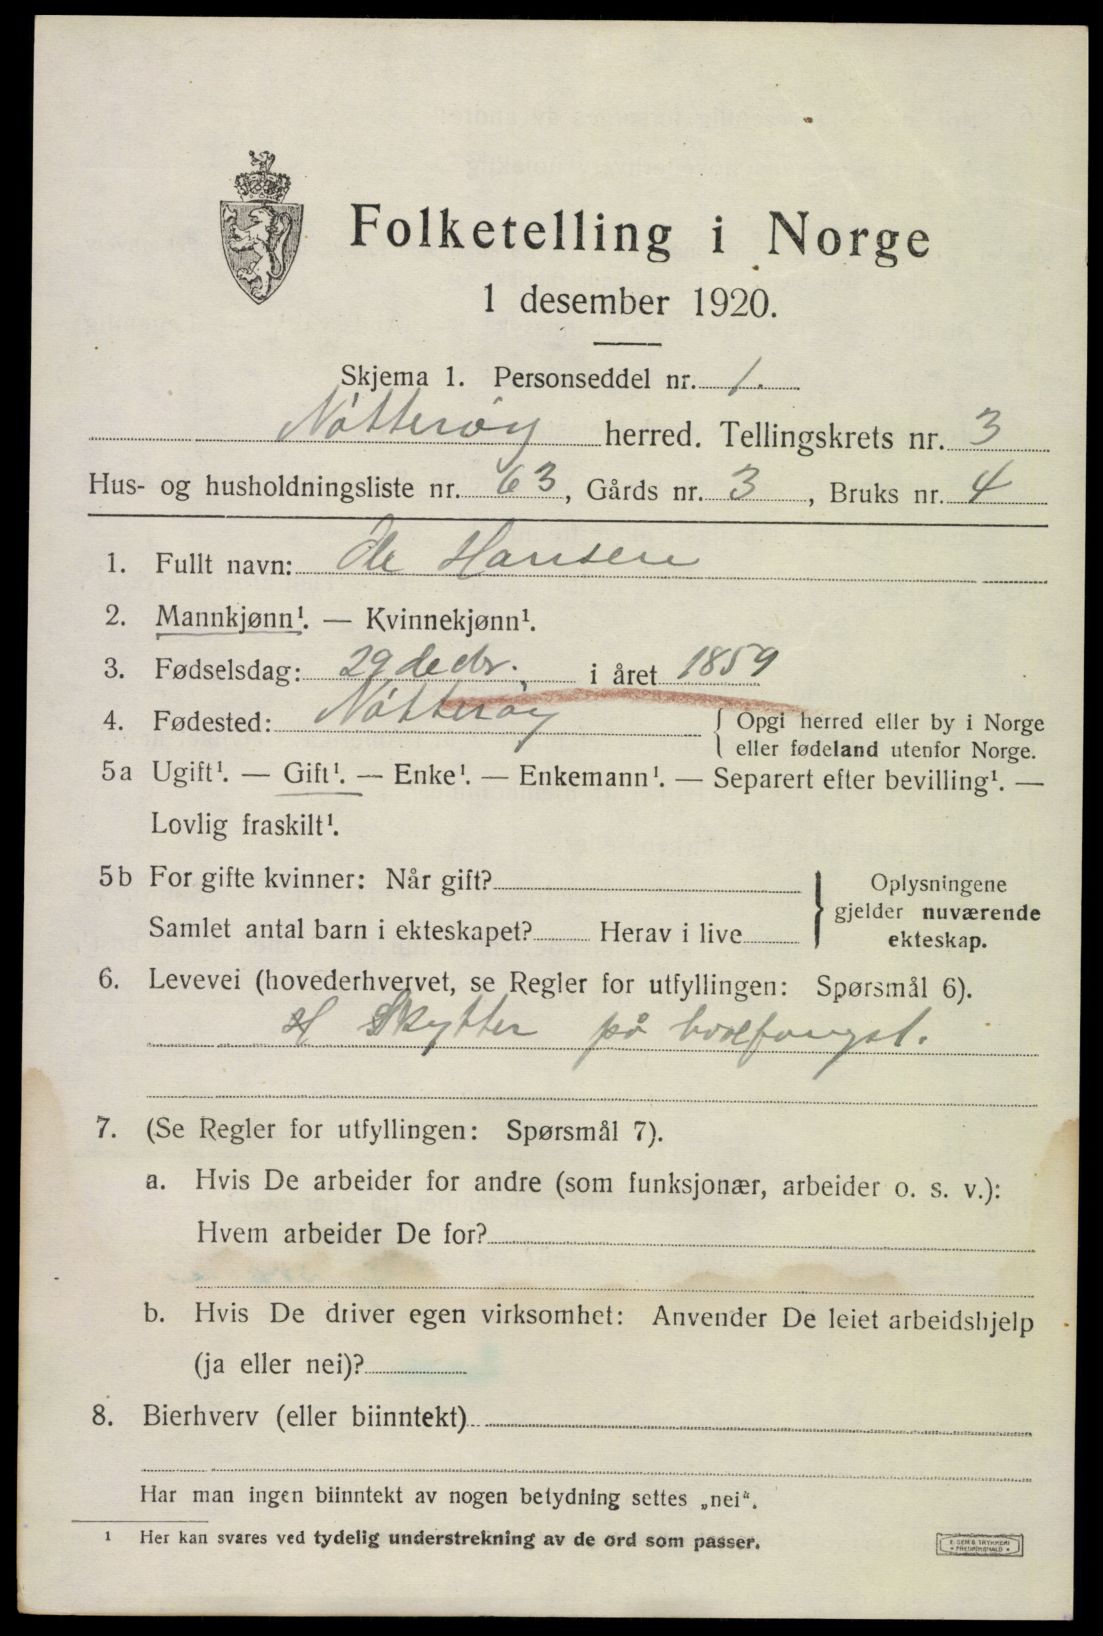 Folketelling i Norge
1 desember 1920.
Skjema 1. Personseddel nr. 1.
Nøtterøy herred. Tellingskrets nr. 3
Hus- og husholdningsliste nr. 63, Gårds nr. 3, Bruks nr. 4
1. Fullt navn: Ole Hansen
2. Mannkjønn¹. — Kvinnekjønn¹.
3. Fødselsdag: 29 decbr. i året 1859
4. Fødested: Nøtterøy { Opgi herred eller by i Norge
eller fødeland utenfor Norge.
5a Ugift¹. — Gift¹. — Enke¹. — Enkemann¹. — Separert efter bevilling¹. —
Lovlig fraskilt¹.
5b For gifte kvinner: Når gift? } Oplysningene
gjelder nuværende
Samlet antal barn i ekteskapet? Herav i live
ekteskap.
6. Levevei (hovederhvervet, se Regler for utfyllingen: Spørsmål 6).
Skytter på hvalfangst.
7. (Se Regler for utfyllingen: Spørsmål 7).
a. Hvis De arbeider for andre (som funksjonær, arbeider o. s. v.):
Hvem arbeider De for?
b. Hvis De driver egen virksomhet: Anvender De leiet arbeidshjelp
(ja eller nei)?
8. Bierhverv (eller biinntekt)
Har man ingen biinntekt av nogen betydning settes „nei“.
¹ Her kan svares ved tydelig understrekning av de ord som passer.